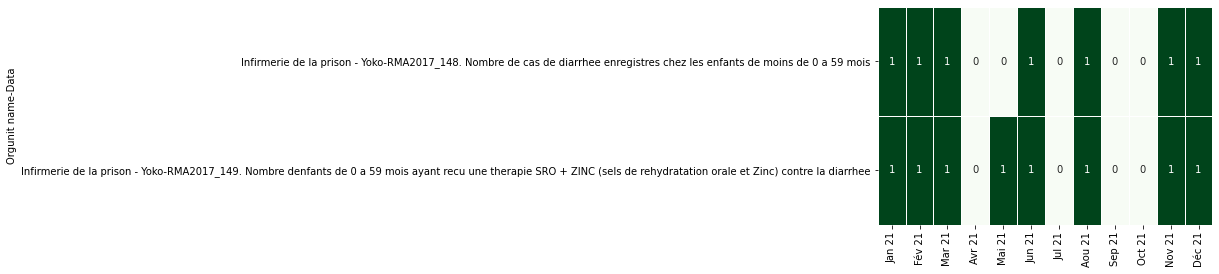 Orgunit name-Data
Infirmerie de la prison - Yoko-RMA2017_148. Nombre de cas de diarrhee enregistres chez les enfants de moins de 0 a 59 mois
1 1 1 0 0 1 0 1 0 0 1 1
Infirmerie de la prison - Yoko-RMA2017_149. Nombre denfants de 0 a 59 mois ayant recu une therapie SRO + ZINC (sels de rehydratation orale et Zinc) contre la diarrhee
1 1 1 0 1 1 0 1 0 0 1 1
Jan 21
Fév 21
Mar 21
Avr 21
Mai 21
Jun 21
Jul 21
Aou 21
Sep 21
Oct 21
Nov 21
Déc 21